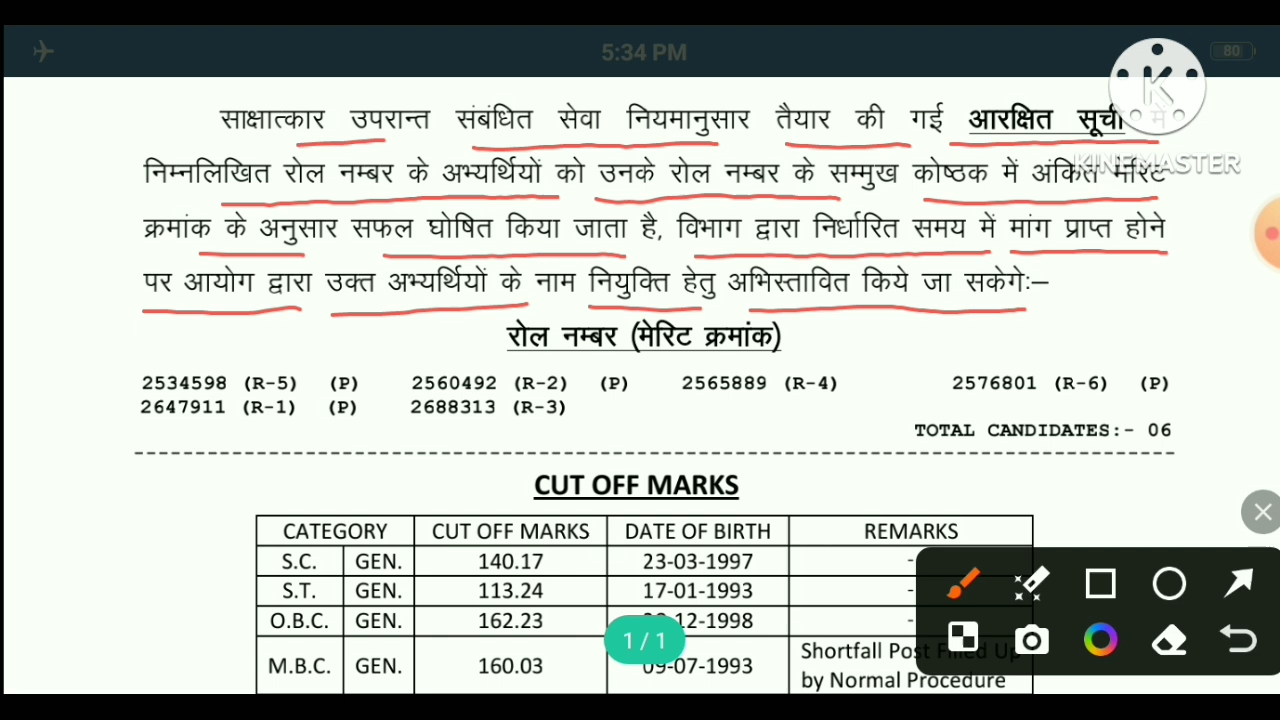 5:34 PM
80
साक्षात्कार उपरान्त संबंधित सेवा नियमानुसार तैयार की गई आरक्षित सूची में
KINEMASTER
निम्नलिखित रोल नम्बर के अभ्यर्थियों को उनके रोल नम्बर के सम्मुख कोष्ठक में अंकित मेरिट
क्रमांक के अनुसार सफल घोषित किया जाता है, विभाग द्वारा निर्धारित समय में मांग प्राप्त होने
पर आयोग द्वारा उक्त अभ्यर्थियों के नाम नियुक्ति हेतु अभिस्तावित किये जा सकेगेः–
रोल नम्बर (मेरिट क्रमांक)
2534598 (R-5) (P) 2560492 (R-2) (P) 2565889 (R-4) 2576801 (R-6) (P)
2647911 (R-1) (P) 2688313 (R-3)
TOTAL CANDIDATES:- 06
CUT OFF MARKS
CATEGORY CUT OFF MARKS DATE OF BIRTH REMARKS
S.C. GEN. 140.17 23-03-1997 -
S.T. GEN. 113.24 17-01-1993 -
O.B.C. GEN. 162.23 12-1998 -
1 / 1
M.B.C. GEN. 160.03 09-07-1993 Shortfall Post Filled Up
by Normal Procedure